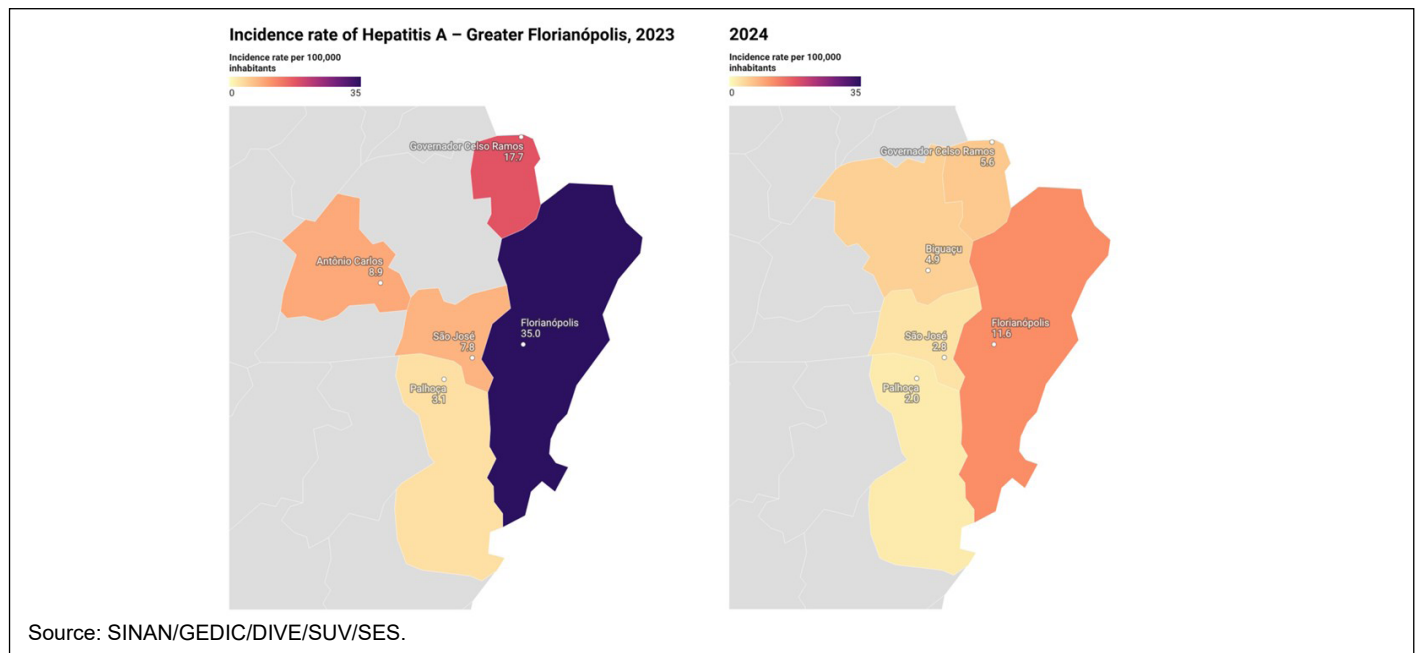 Incidence rate of Hepatitis A – Greater Florianópolis, 2023
Incidence rate per 100,000
inhabitants
0 35
Governador Celso Ramos
17.7
Antônio Carlos
8.9
Florianópolis
35.0
São José
7.8
Palhoça
3.1
2024
Incidence rate per 100,000
inhabitants
0 35
Governador Celso Ramos
5.6
Biguaçu
4.9
Florianópolis
11.6
São José
2.8
Palhoça
2.0
Source: SINAN/GEDIC/DIVE/SUV/SES.